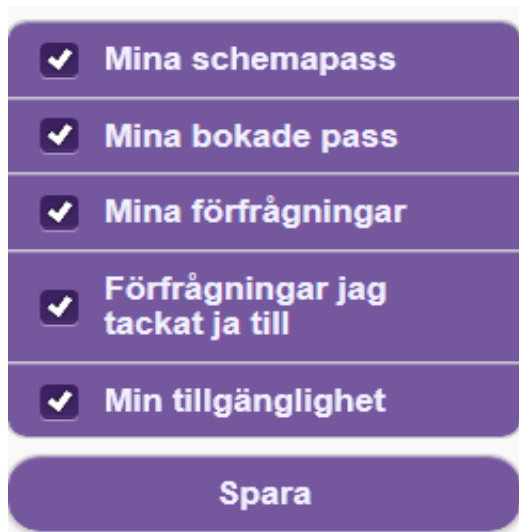 Mina schemapass
Mina bokade pass
Mina förfrågningar
Förfrågningar jag
tackat ja till
Min tillgänglighet
Spara